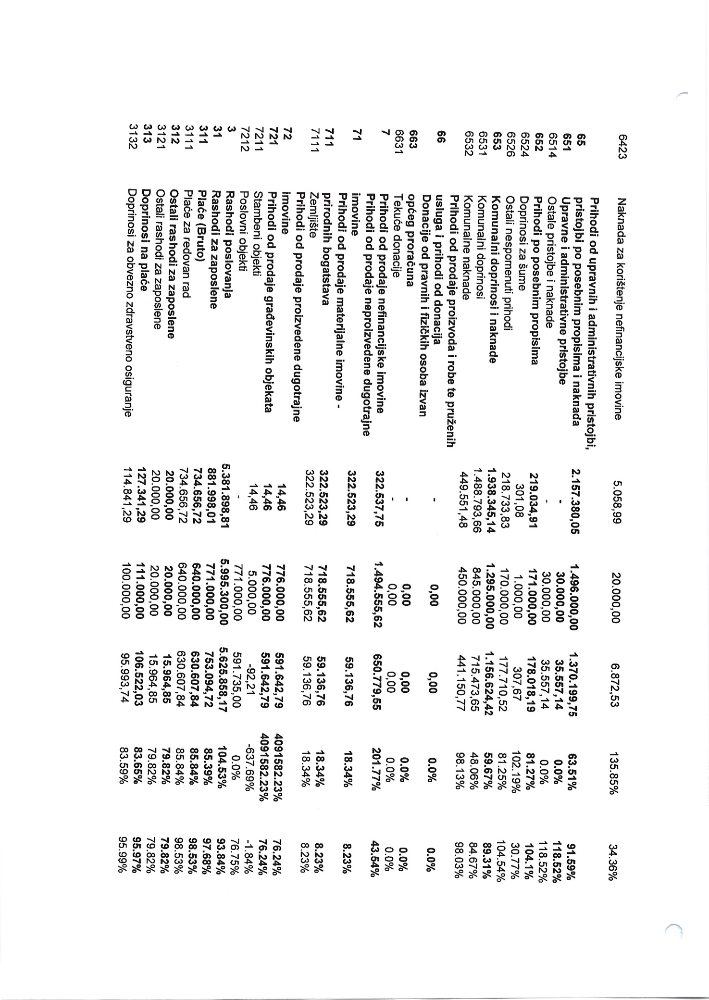 6423 Naknada za korištenje nefinancijske imovine 5.058,99 20.000,00 6.872,53 135.85% 34.36%
Prihodi od upravnih i administrativnih pristojbi,
65 pristojbi po posebnim propisima i naknada 2.157.380,05 1.496.000,00 1.370.199,75 63.51% 91.59%
651 Upravne i administrativne pristojbe - 30.000,00 35.557,14 0.0% 118.52%
6514 Ostale pristojbe i naknade - 30.000,00 35.557,14 0.0% 118.52%
652 Prihodi po posebnim propisima 219.034,91 171.000,00 178.018,19 81.27% 104.1%
6524 Doprinosi za šume 301,08 1.000,00 307,67 102.19% 30.77%
6526 Ostali nespomenuti prihodi 218.733,83 170.000,00 177.710,52 81.25% 104.54%
653 Komunalni doprinosi i naknade 1.938.345,14 1.295.000,00 1.156.624,42 59.67% 89.31%
6531 Komunalni doprinosi 1.488.793,66 845.000,00 715.473,65 48.06% 84.67%
6532 Komunalne naknade 449.551,48 450.000,00 441.150,77 98.13% 98.03%
Prihodi od prodaje proizvoda i robe te pruženih
66 usluga i prihodi od donacija - 0,00 0,00 0.0% 0.0%
Donacije od pravnih i fizičkih osoba izvan
663 općeg proračuna - 0,00 0,00 0.0% 0.0%
6631 Tekuće donacije - 0,00 0,00 0.0% 0.0%
7 Prihodi od prodaje nefinancijske imovine 322.537,75 1.494.555,62 650.779,55 201.77% 43.54%
Prihodi od prodaje neproizvedene dugotrajne
71 imovine 322.523,29 718.555,62 59.136,76 18.34% 8.23%
Prihodi od prodaje materijalne imovine -
711 prirodnih bogatstava 322.523,29 718.555,62 59.136,76 18.34% 8.23%
7111 Zemljište 322.523,29 718.555,62 59.136,76 18.34% 8.23%
Prihodi od prodaje proizvedene dugotrajne
72 imovine 14,46 776.000,00 591.642,79 4091582.23% 76.24%
721 Prihodi od prodaje građevinskih objekata 14,46 776.000,00 591.642,79 4091582.23% 76.24%
7211 Stambeni objekti 14,46 5.000,00 -92,21 -637.69% -1.84%
7212 Poslovni objekti - 771.000,00 591.735,00 0.0% 76.75%
3 Rashodi poslovanja 5.381.898,81 5.995.300,00 5.625.858,17 104.53% 93.84%
31 Rashodi za zaposlene 881.998,01 771.000,00 753.094,72 85.39% 97.68%
311 Plaće (Bruto) 734.656,72 640.000,00 630.607,84 85.84% 98.53%
3111 Plaće za redovan rad 734.656,72 640.000,00 630.607,84 85.84% 98.53%
312 Ostali rashodi za zaposlene 20.000,00 20.000,00 15.964,85 79.82% 79.82%
3121 Ostali rashodi za zaposlene 20.000,00 20.000,00 15.964,85 79.82% 79.82%
313 Doprinosi na plaće 127.341,29 111.000,00 106.522,03 83.65% 95.97%
3132 Doprinosi za obvezno zdravstveno osiguranje 114.841,29 100.000,00 95.993,74 83.59% 95.99%